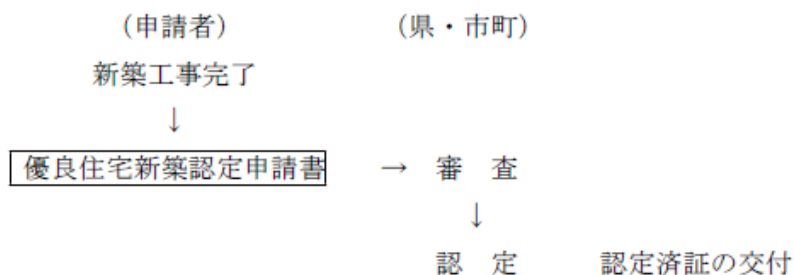 （申請者）　（県・市町）
新築工事完了
↓
優良住宅新築認定申請書　→　審　査
↓
認　定　認定済証の交付